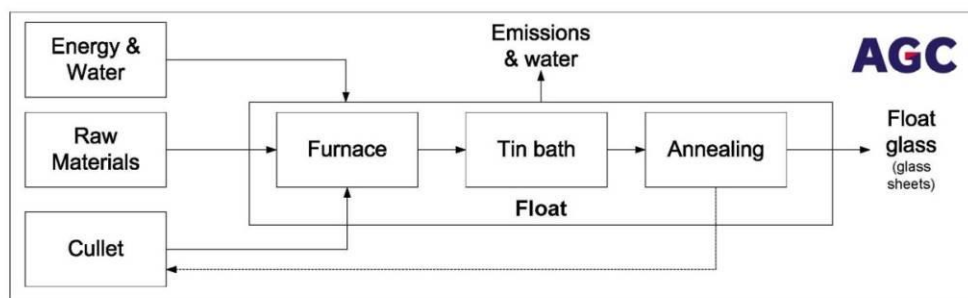 Energy &
Water
Emissions
& water
AGC
Raw
Materials
Furnace
Tin bath
Annealing
Float
glass
(glass
sheets)
Float
Cullet